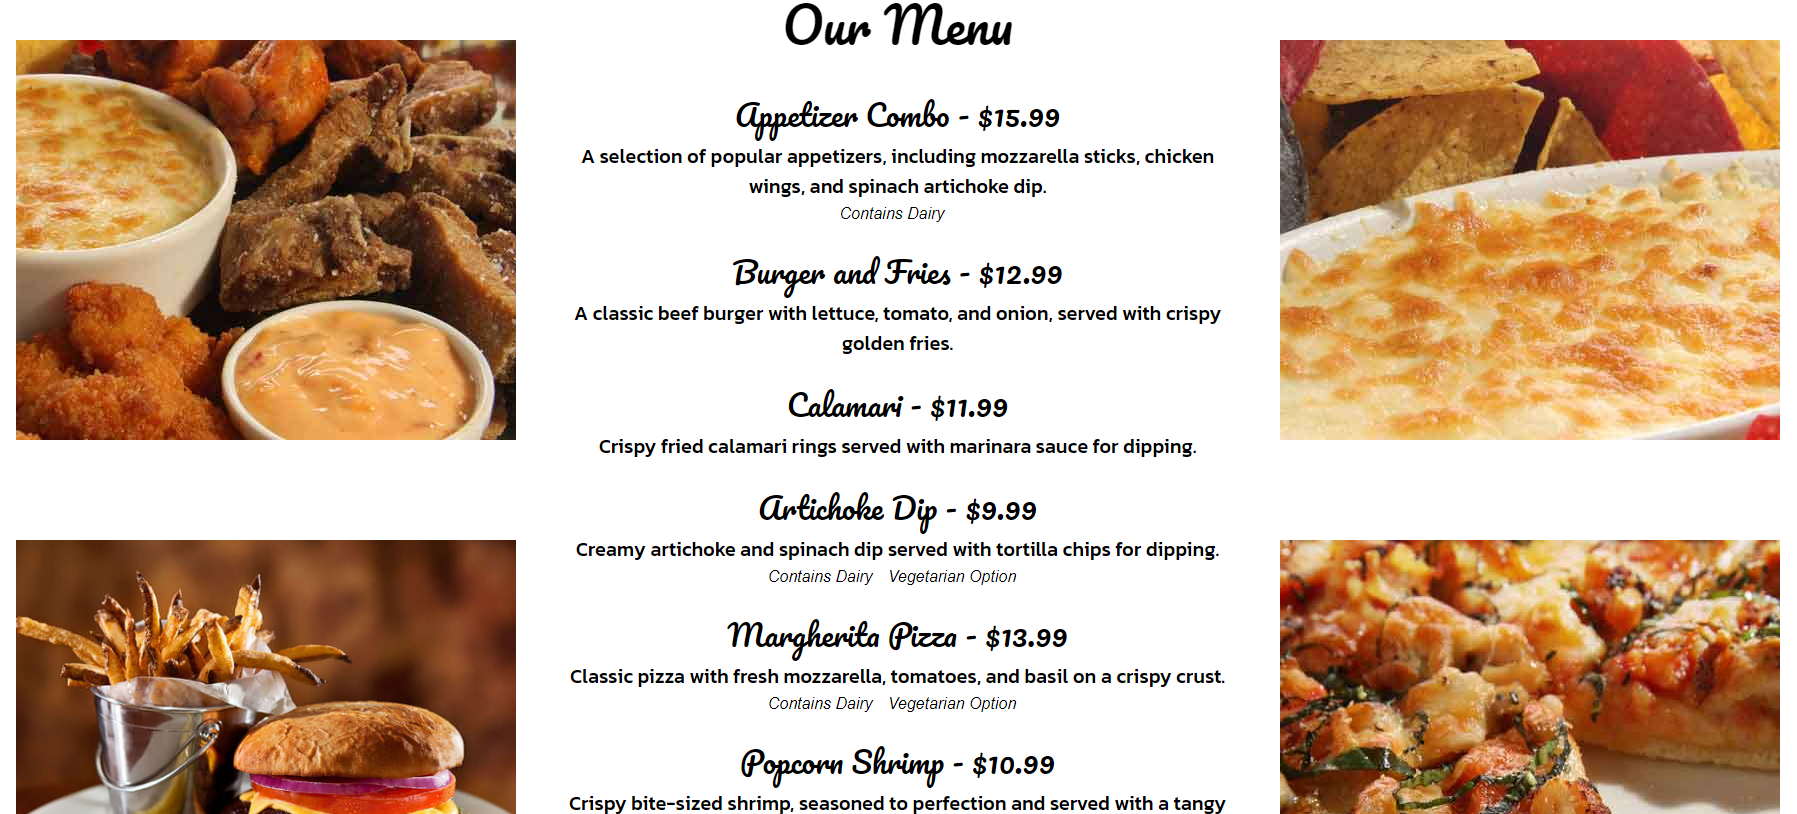 Our Menu
Appetizer Combo - $15.99
A selection of popular appetizers, including mozzarella sticks, chicken
wings, and spinach artichoke dip.
Contains Dairy
Burger and Fries - $12.99
A classic beef burger with lettuce, tomato, and onion, served with crispy
golden fries.
Calamari - $11.99
Crispy fried calamari rings served with marinara sauce for dipping.
Artichoke Dip - $9.99
Creamy artichoke and spinach dip served with tortilla chips for dipping.
Contains Dairy Vegetarian Option
Margherita Pizza - $13.99
Classic pizza with fresh mozzarella, tomatoes, and basil on a crispy crust.
Contains Dairy Vegetarian Option
Popcorn Shrimp - $10.99
Crispy bite-sized shrimp, seasoned to perfection and served with a tangy